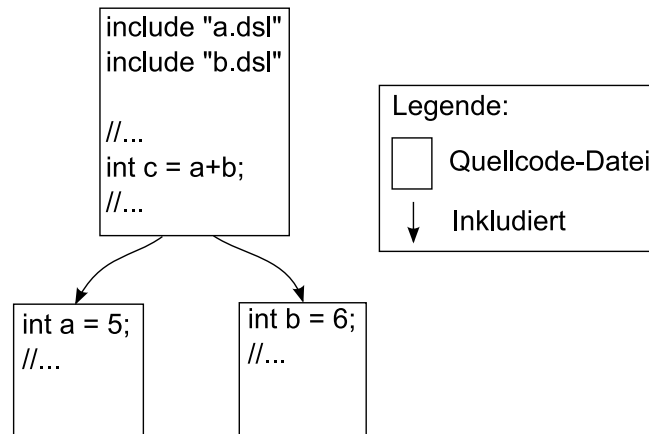 include "a.dsl"
include "b.dsl"
//...
int c = a+b;
//...
Legende:
Quellcode-Datei
Inkludiert
int a = 5;
//...
int b = 6;
//...